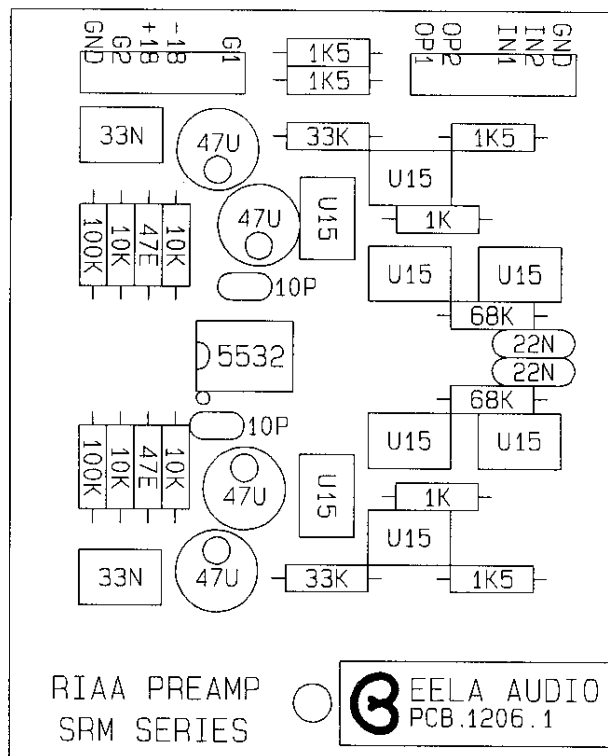 GND
G2
+18
-18
G1
1K5
1K5
OP1
OP2
IN1
IN2
GND
33N
47U
33K
1K5
U15
47U
U15
1K
100K
10K
47E
10K
10P
U15
U15
68K
5532
22N
22N
68K
10P
100K
10K
47E
10K
U15
U15
47U
U15
1K
33N
47U
33K
U15
1K5
RIAA PREAMP
SRM SERIES
EELA AUDIO
PCB.1206.1